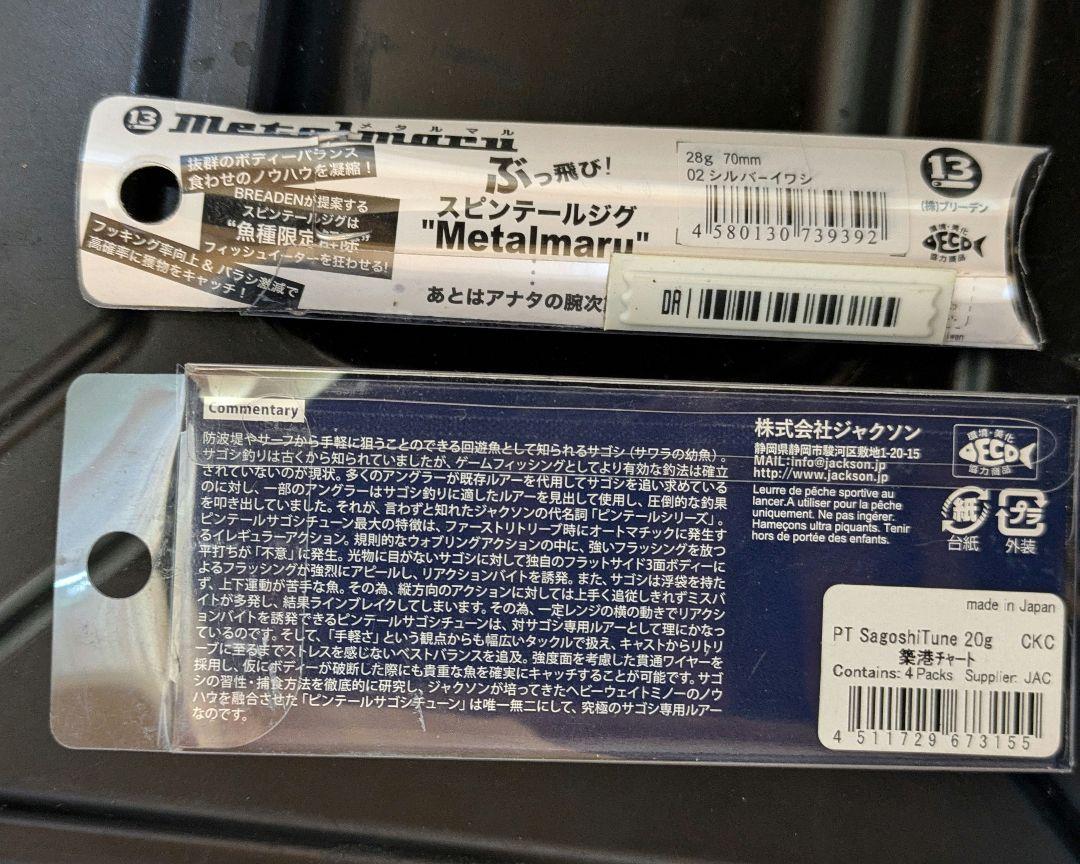 13 Metalmaru
メタルマル
抜群のボディーバランス
食わせのノウハウを凝縮！
BREADENが提案する
スピンテールジグは
"魚種限定
フィッシュイーターを狂わせる!
フッキング率向上＆バラシ激減で
高確率に獲物をキャッチ！
ぶっ飛び!
スピンテールジグ
"Metalmaru"
あとはアナタの腕次
28g 70mm
02 シルバーイワシ
4 580130 739392
13
(株)ブリーデン
環境・美化
ECO
協力商品
DA
Commentary
防波堤やサーフから手軽に狙うことのできる回遊魚として知られるサゴシ（サワラの幼魚）。
サゴシ釣りは古くから知られていましたが、ゲームフィッシングとしてより有効な釣法は確立
されていないのが現状。多くのアングラーが既存ルアーを代用してサゴシを追い求めている
のに対し、一部のアングラーはサゴシ釣りに適したルアーを見出して使用し、圧倒的な釣果
を叩き出していました。それが、言わずと知れたジャクソンの代名詞「ピンテールシリーズ」。
ピンテールサゴシチューン最大の特徴は、ファーストリトリーブ時にオートマチックに発生す
るイレギュラーアクション。規則的なウォブリングアクションの中に、強いフラッシングを放つ
平打ちが「不意」に発生。光物に目がないサゴシに対して独自のフラットサイド3面ボディーに
よるフラッシングが強烈にアピールし、リアクションバイトを誘発。また、サゴシは浮袋を持た
ず、上下運動が苦手な魚。その為、縦方向のアクションに対しては上手く追従しきれずミスバ
イトが多発し、結果ラインブレイクしてしまいます。その為、一定レンジの横の動きでリアクシ
ョンバイトを誘発できるピンテールサゴシチューンは、対サゴシ専用ルアーとして理にかなっ
ているのです。そして、「手軽さ」という観点からも幅広いタックルで扱え、キャストからリトリ
ーブに至るまでストレスを感じないベストバランスを追及。強度面を考慮した貫通ワイヤーを
採用し、仮にボディーが破断した際にも貴重な魚を確実にキャッチすることが可能です。サゴ
シの習性・捕食方法を徹底的に研究し、ジャクソンが培ってきたヘビーウェイトミノーのノウ
ハウを融合させた「ピンテールサゴシチューン」は唯一無二にして、究極のサゴシ専用ルアー
なのです。
株式会社ジャクソン
静岡県静岡市駿河区敷地1-20-15
MAIL:info@jackson.jp
http://www.jackson.jp
Leurre de pêche sportive au
lancer.A utiliser pour la pêche
uniquement. Ne pas ingérer.
Hameçons ultra piquants. Tenir
hors de portée des enfants.
環境・美化
ECO
協力商品
紙 プラ
台紙 外装
made in Japan
PT SagoshiTune 20g CKC
築港チャート
Contains: 4 Packs Supplier: JAC
4 511729 673155